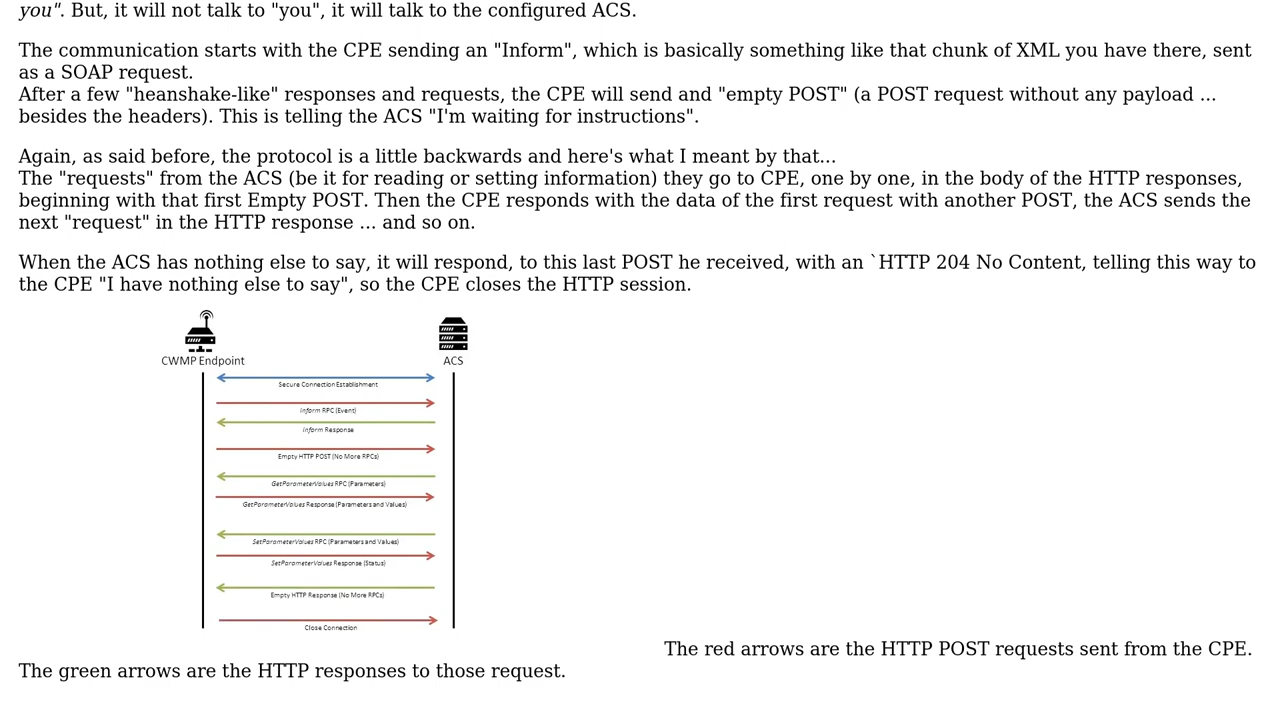 you". But, it will not talk to "you", it will talk to the configured ACS.
The communication starts with the CPE sending an "Inform", which is basically something like that chunk of XML you have there, sent
as a SOAP request.
After a few "heanshake-like" responses and requests, the CPE will send and "empty POST" (a POST request without any payload ...
besides the headers). This is telling the ACS "I'm waiting for instructions".
Again, as said before, the protocol is a little backwards and here's what I meant by that...
The "requests" from the ACS (be it for reading or setting information) they go to CPE, one by one, in the body of the HTTP responses,
beginning with that first Empty POST. Then the CPE responds with the data of the first request with another POST, the ACS sends the
next "request" in the HTTP response ... and so on.
When the ACS has nothing else to say, it will respond, to this last POST he received, with an `HTTP 204 No Content, telling this way to
the CPE "I have nothing else to say", so the CPE closes the HTTP session.
CWMP Endpoint
ACS
Secure Connection Establishment
Inform RPC (Event)
Inform Response
Empty HTTP POST (No More RPCs)
GetParameterValues RPC (Parameters)
GetParameterValues Response (Parameters and Values)
SetParameterValues RPC (Parameters and Values)
SetParameterValues Response (Status)
Empty HTTP Response (No More RPCs)
Close Connection
The red arrows are the HTTP POST requests sent from the CPE.
The green arrows are the HTTP responses to those request.